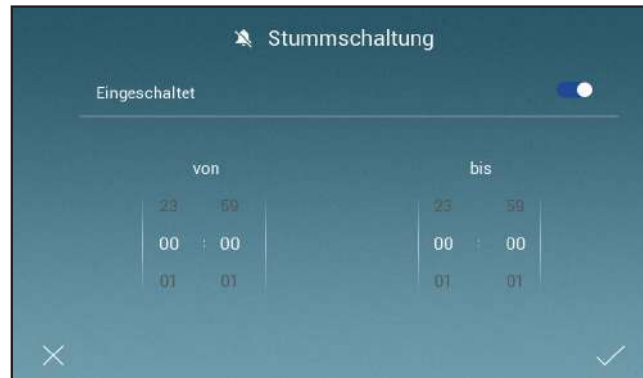 Stummschaltung
Eingeschaltet
von bis
23 59 23 59
00 : 00 00 : 00
01 01 01 01